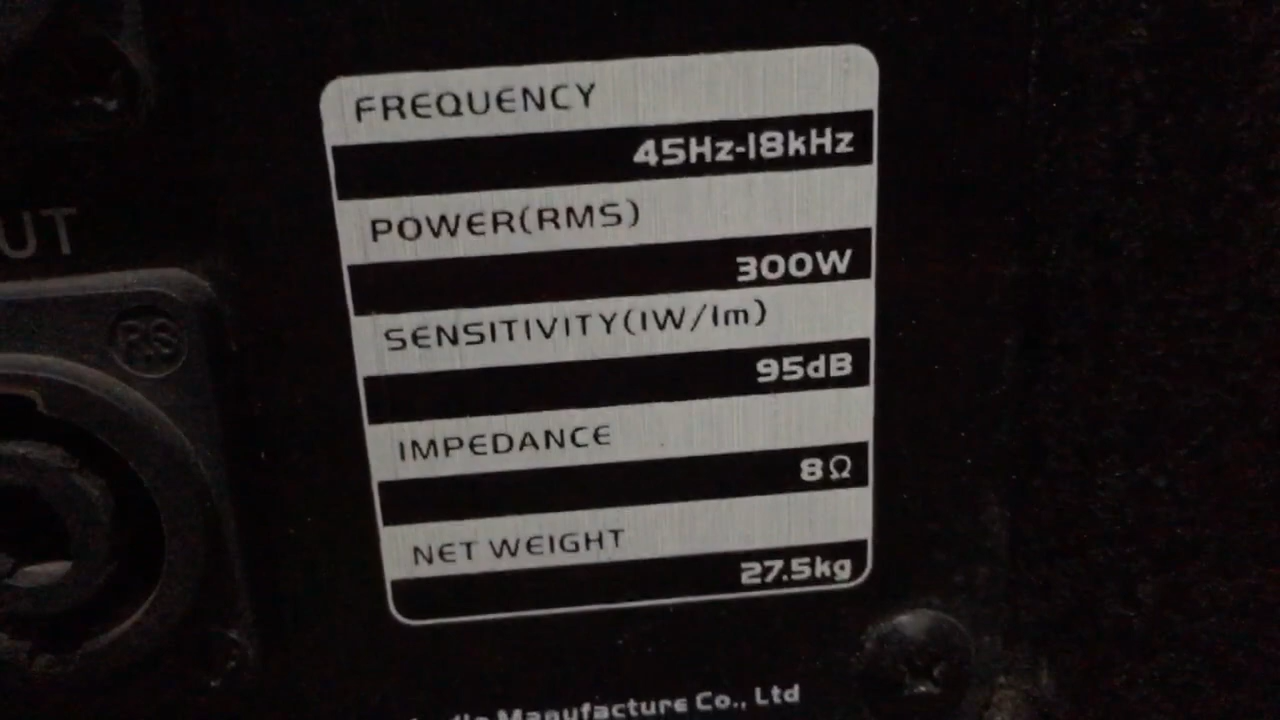 FREQUENCY
45Hz-18kHz
POWER(RMS)
300W
SENSITIVITY(1W/1m)
95dB
IMPEDANCE
8Ω
NET WEIGHT
27.5kg
Manufacture Co., Ltd